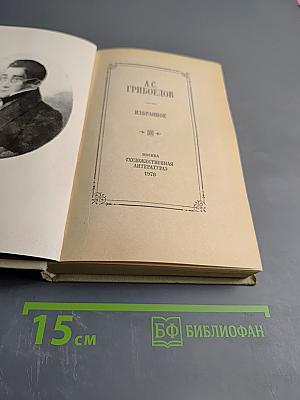 А.С.
ГРИБОЕДОВ
ИЗБРАННОЕ
МОСКВА
«ХУДОЖЕСТВЕННАЯ
ЛИТЕРАТУРА»
1978
15 см
БФ БИБЛИОФАН